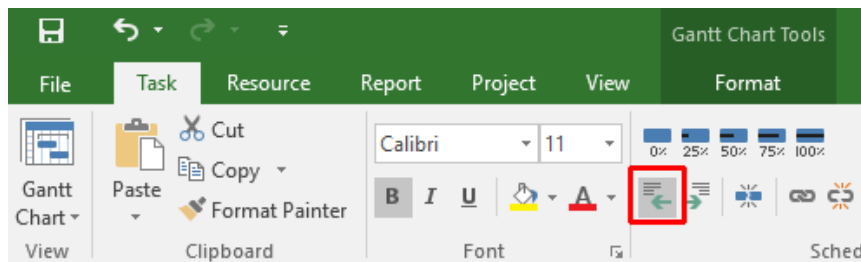 Gantt Chart Tools
File Task Resource Report Project View Format
Cut
Copy
Format Painter
Paste
Gantt
Chart
Calibri 11
B I U A
0% 25% 50% 75% 100%
View Clipboard Font Sched